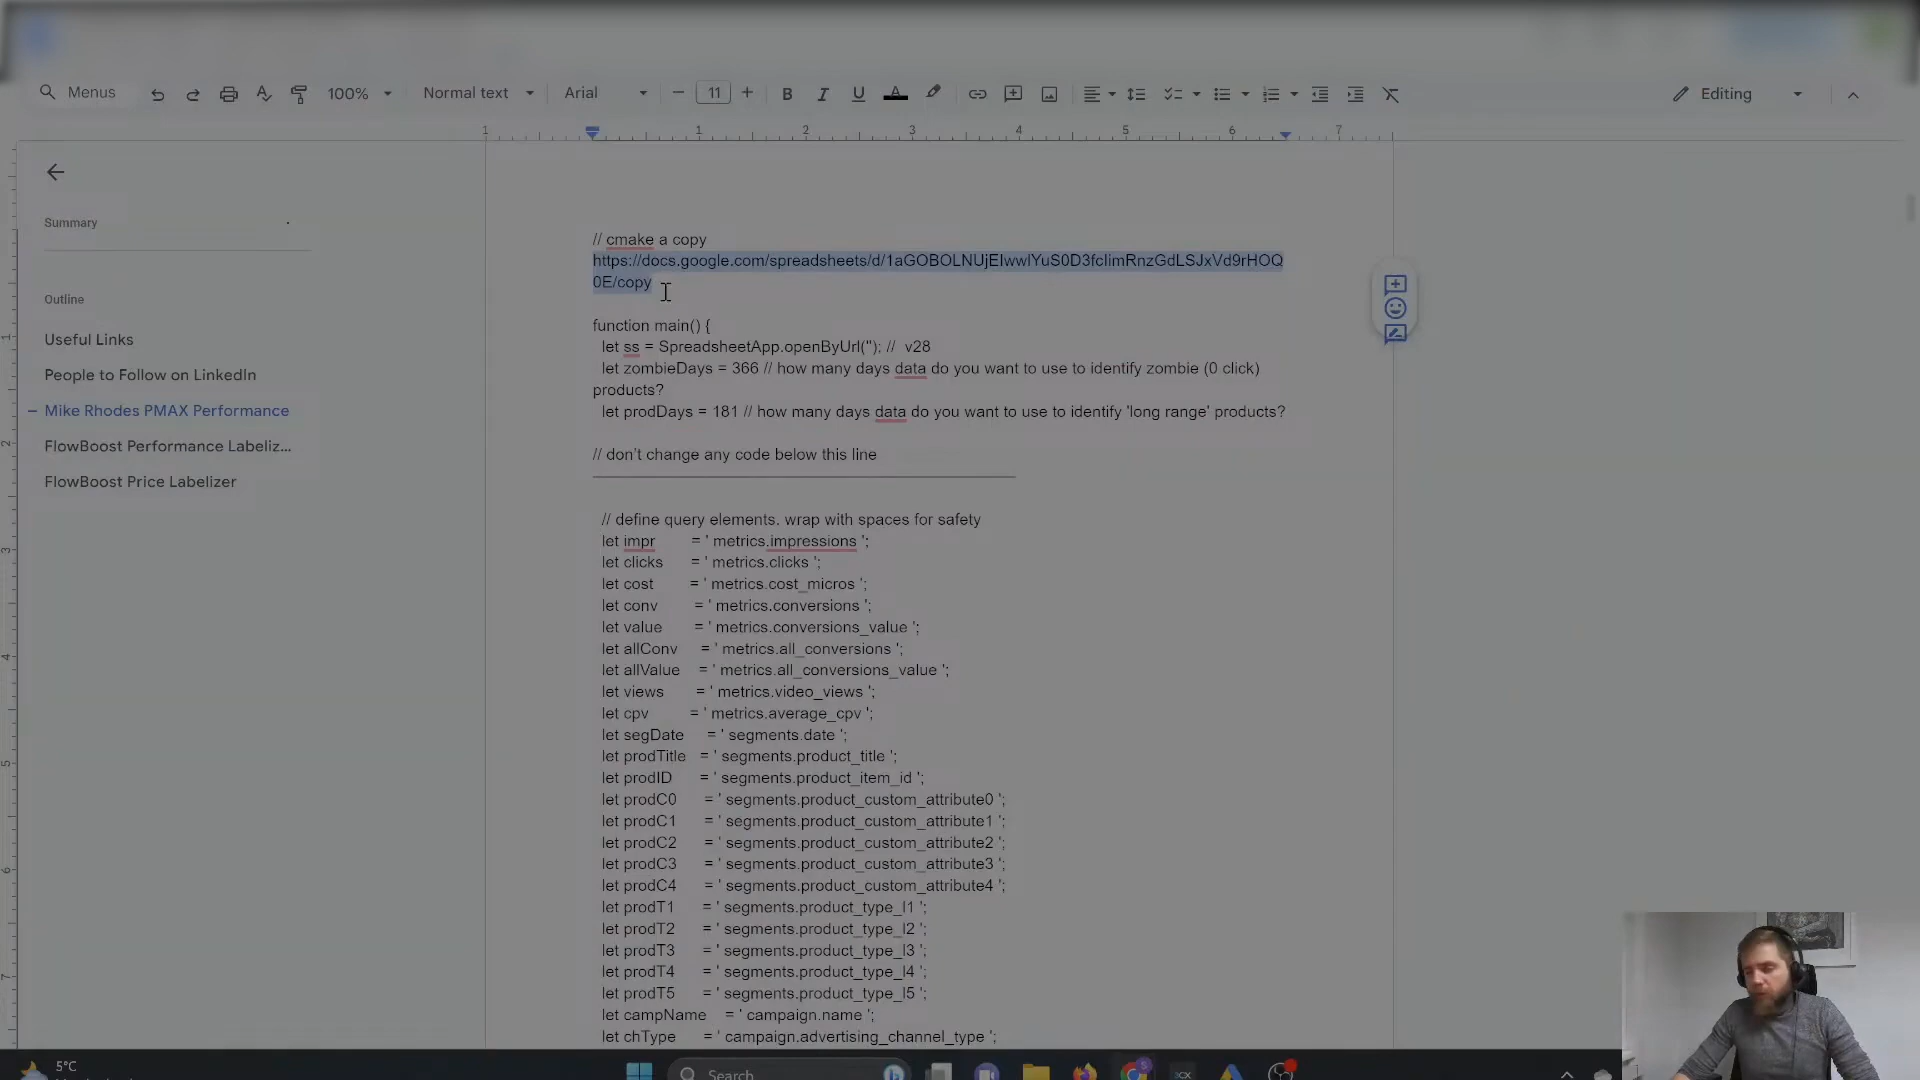 Menus
100%
Normal text
Arial
11
B
I
U
A
Editing
1 1 2 3 4 5 6 7
Summary
Outline
Useful Links
People to Follow on LinkedIn
Mike Rhodes PMAX Performance
FlowBoost Performance Labeliz...
FlowBoost Price Labelizer
// cmake a copy
https://docs.google.com/spreadsheets/d/1aGOBOLNUjEIwwlYuS0D3fclimRnzGdLSJxVd9rHOQ
0E/copy
function main() {
let ss = SpreadsheetApp.openByUrl(''); // v28
let zombieDays = 366 // how many days data do you want to use to identify zombie (0 click)
products?
let prodDays = 181 // how many days data do you want to use to identify 'long range' products?
// don't change any code below this line
// define query elements. wrap with spaces for safety
let impr = ' metrics.impressions ';
let clicks = ' metrics.clicks ';
let cost = ' metrics.cost_micros ';
let conv = ' metrics.conversions ';
let value = ' metrics.conversions_value ';
let allConv = ' metrics.all_conversions ';
let allValue = ' metrics.all_conversions_value ';
let views = ' metrics.video_views ';
let cpv = ' metrics.average_cpv ';
let segDate = ' segments.date ';
let prodTitle = ' segments.product_title ';
let prodID = ' segments.product_item_id ';
let prodC0 = ' segments.product_custom_attribute0 ';
let prodC1 = ' segments.product_custom_attribute1 ';
let prodC2 = ' segments.product_custom_attribute2 ';
let prodC3 = ' segments.product_custom_attribute3 ';
let prodC4 = ' segments.product_custom_attribute4 ';
let prodT1 = ' segments.product_type_l1 ';
let prodT2 = ' segments.product_type_l2 ';
let prodT3 = ' segments.product_type_l3 ';
let prodT4 = ' segments.product_type_l4 ';
let prodT5 = ' segments.product_type_l5 ';
let campName = ' campaign.name ';
let chType = ' campaign.advertising_channel_type ';
5°C
Search